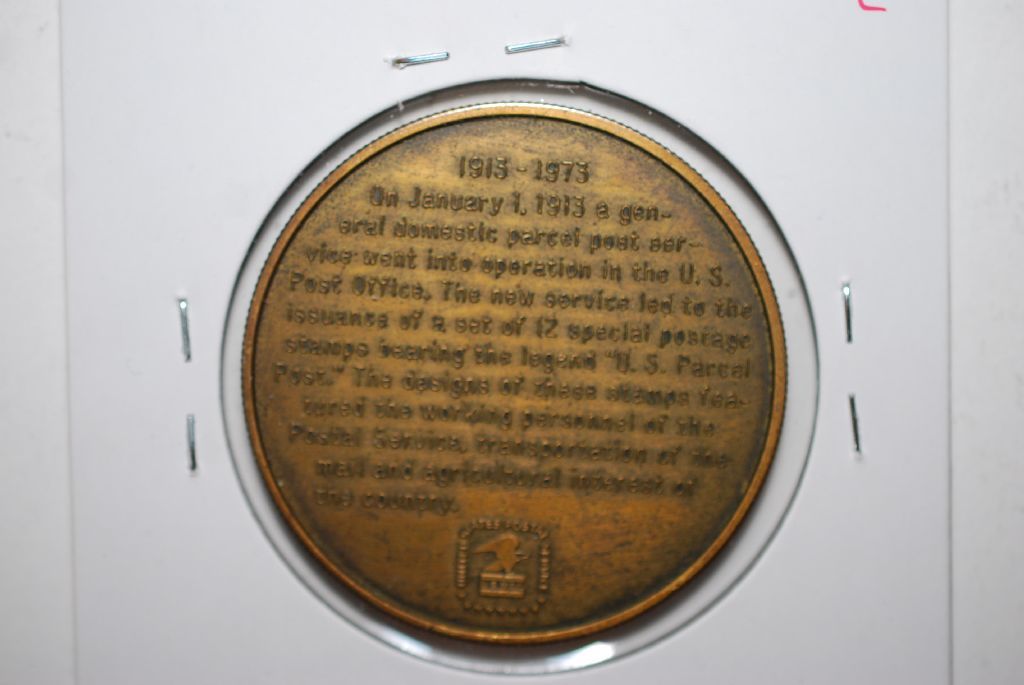 1913 - 1973
On January 1, 1913 a gen-
eral domestic parcel post ser-
vice went into operation in the U. S.
Post Office. The new service led to the
issuance of a set of 12 special postage
stamps bearing the legend "U. S. Parcel
Post." The designs of these stamps fea-
tured the working personnel of the
Postal Service, transportation of the
mail and agricultural interest of
the country.